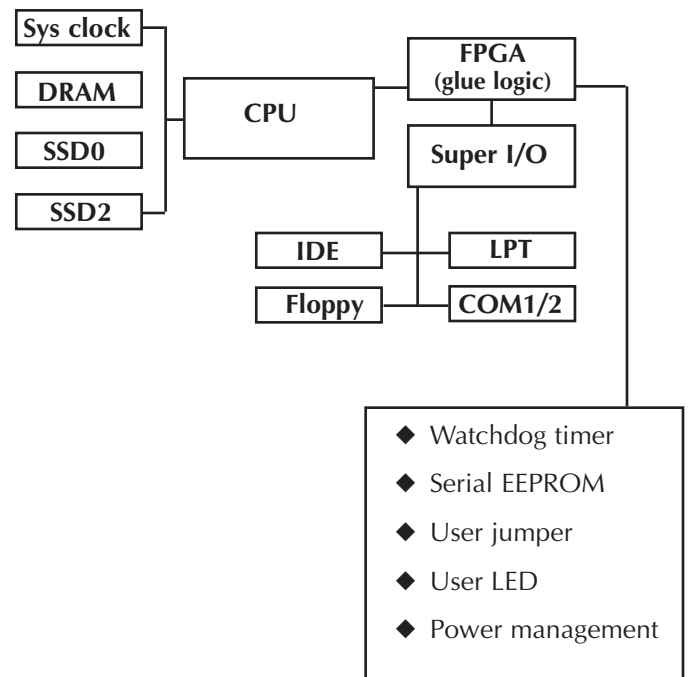 Sys clock
DRAM
SSD0
SSD2
CPU
FPGA
(glue logic)
Super I/O
IDE
LPT
Floppy
COM1/2
◆ Watchdog timer
◆ Serial EEPROM
◆ User jumper
◆ User LED
◆ Power management